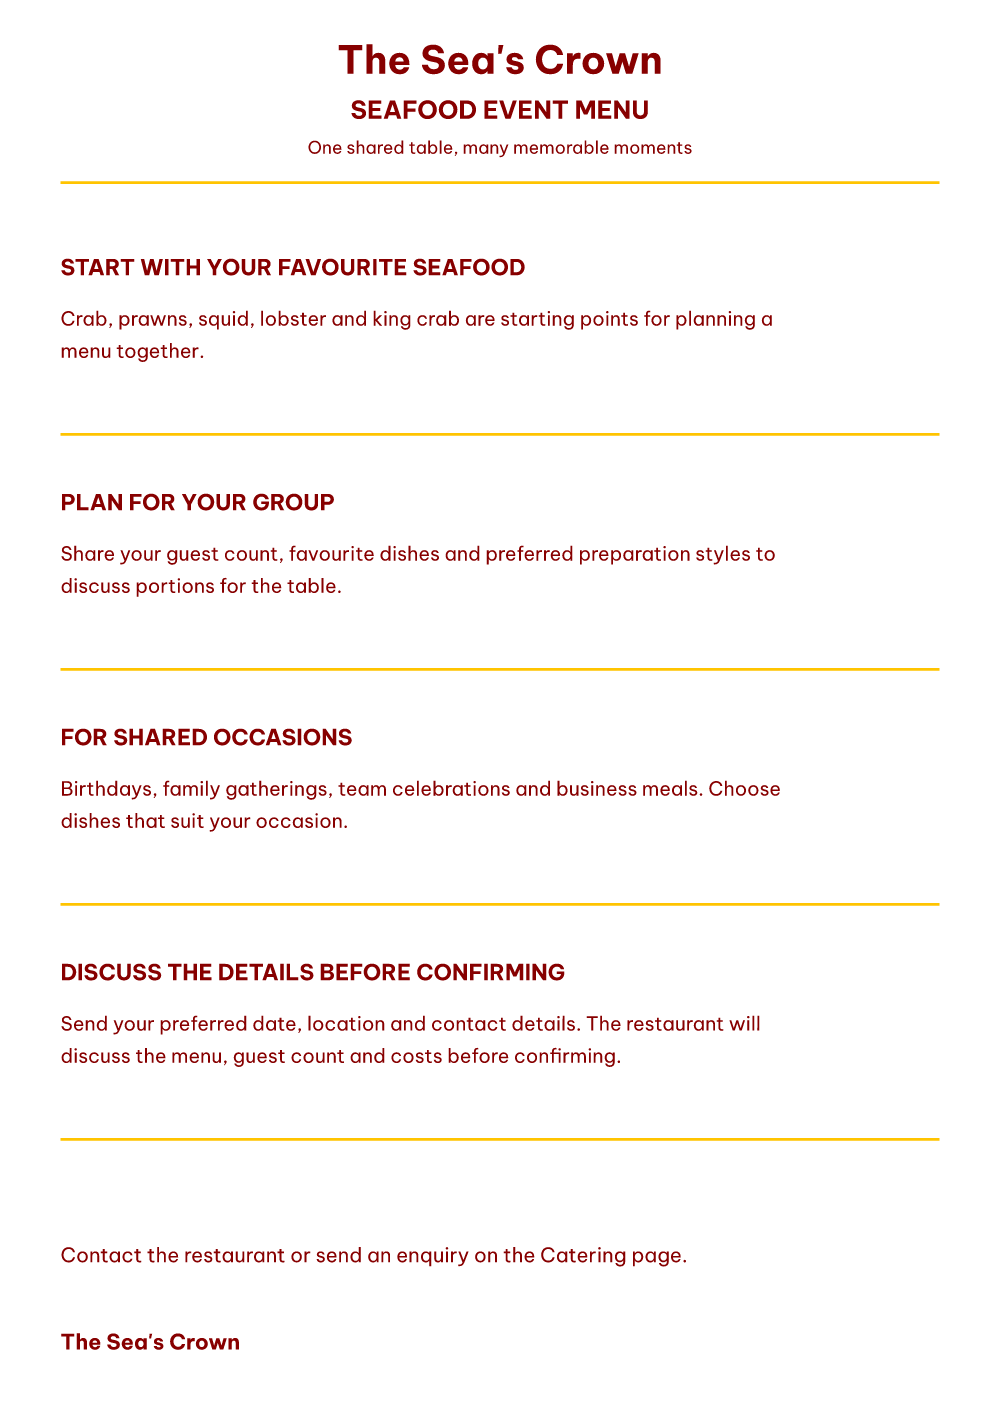 The Sea's Crown
SEAFOOD EVENT MENU
One shared table, many memorable moments
START WITH YOUR FAVOURITE SEAFOOD
Crab, prawns, squid, lobster and king crab are starting points for planning a
menu together.
PLAN FOR YOUR GROUP
Share your guest count, favourite dishes and preferred preparation styles to
discuss portions for the table.
FOR SHARED OCCASIONS
Birthdays, family gatherings, team celebrations and business meals. Choose
dishes that suit your occasion.
DISCUSS THE DETAILS BEFORE CONFIRMING
Send your preferred date, location and contact details. The restaurant will
discuss the menu, guest count and costs before confirming.
Contact the restaurant or send an enquiry on the Catering page.
The Sea's Crown